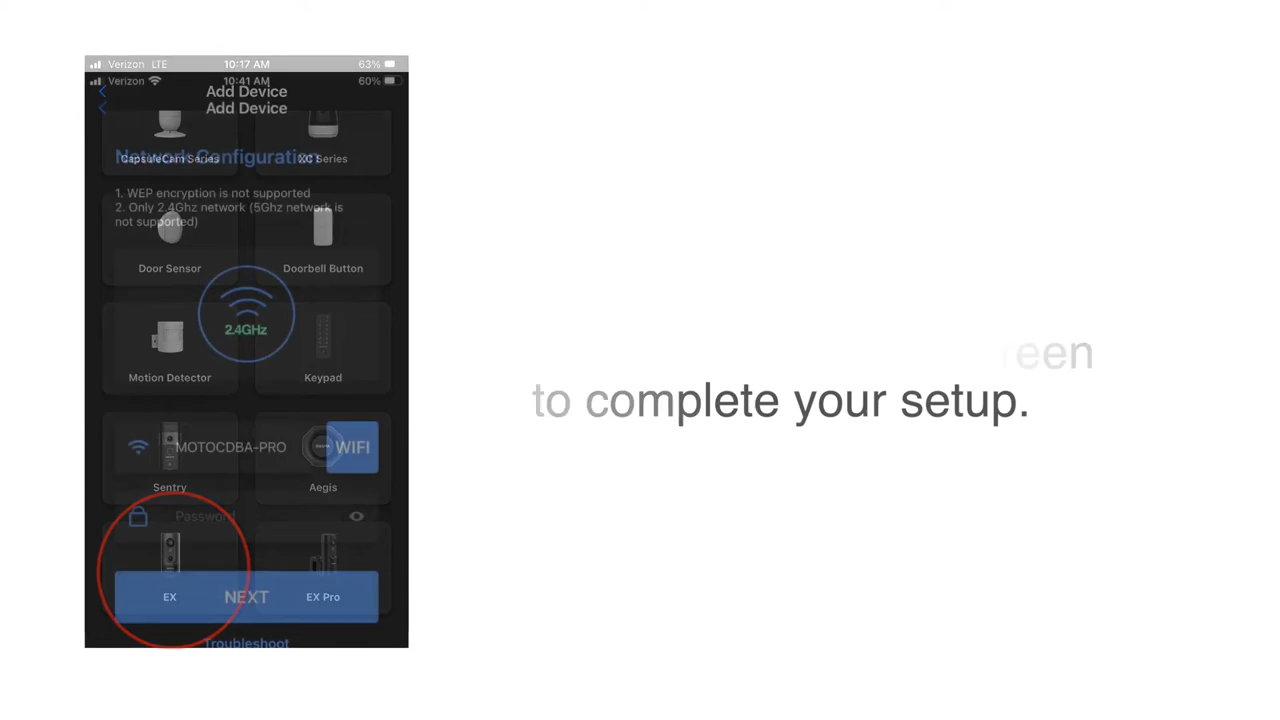 Verizon LTE 10:17 AM 63%
Verizon 10:41 AM 60%
Add Device
Add Device
CapsuleCam Series XC Series
Network Configuration
1. WEP encryption is not supported
2. Only 2.4Ghz network (5Ghz network is
not supported)
Door Sensor Doorbell Button
2.4GHz
Motion Detector Keypad
MOTOCDBA-PRO WIFI
Sentry Aegis
Password
EX NEXT EX Pro
Troubleshoot
reen
to complete your setup.